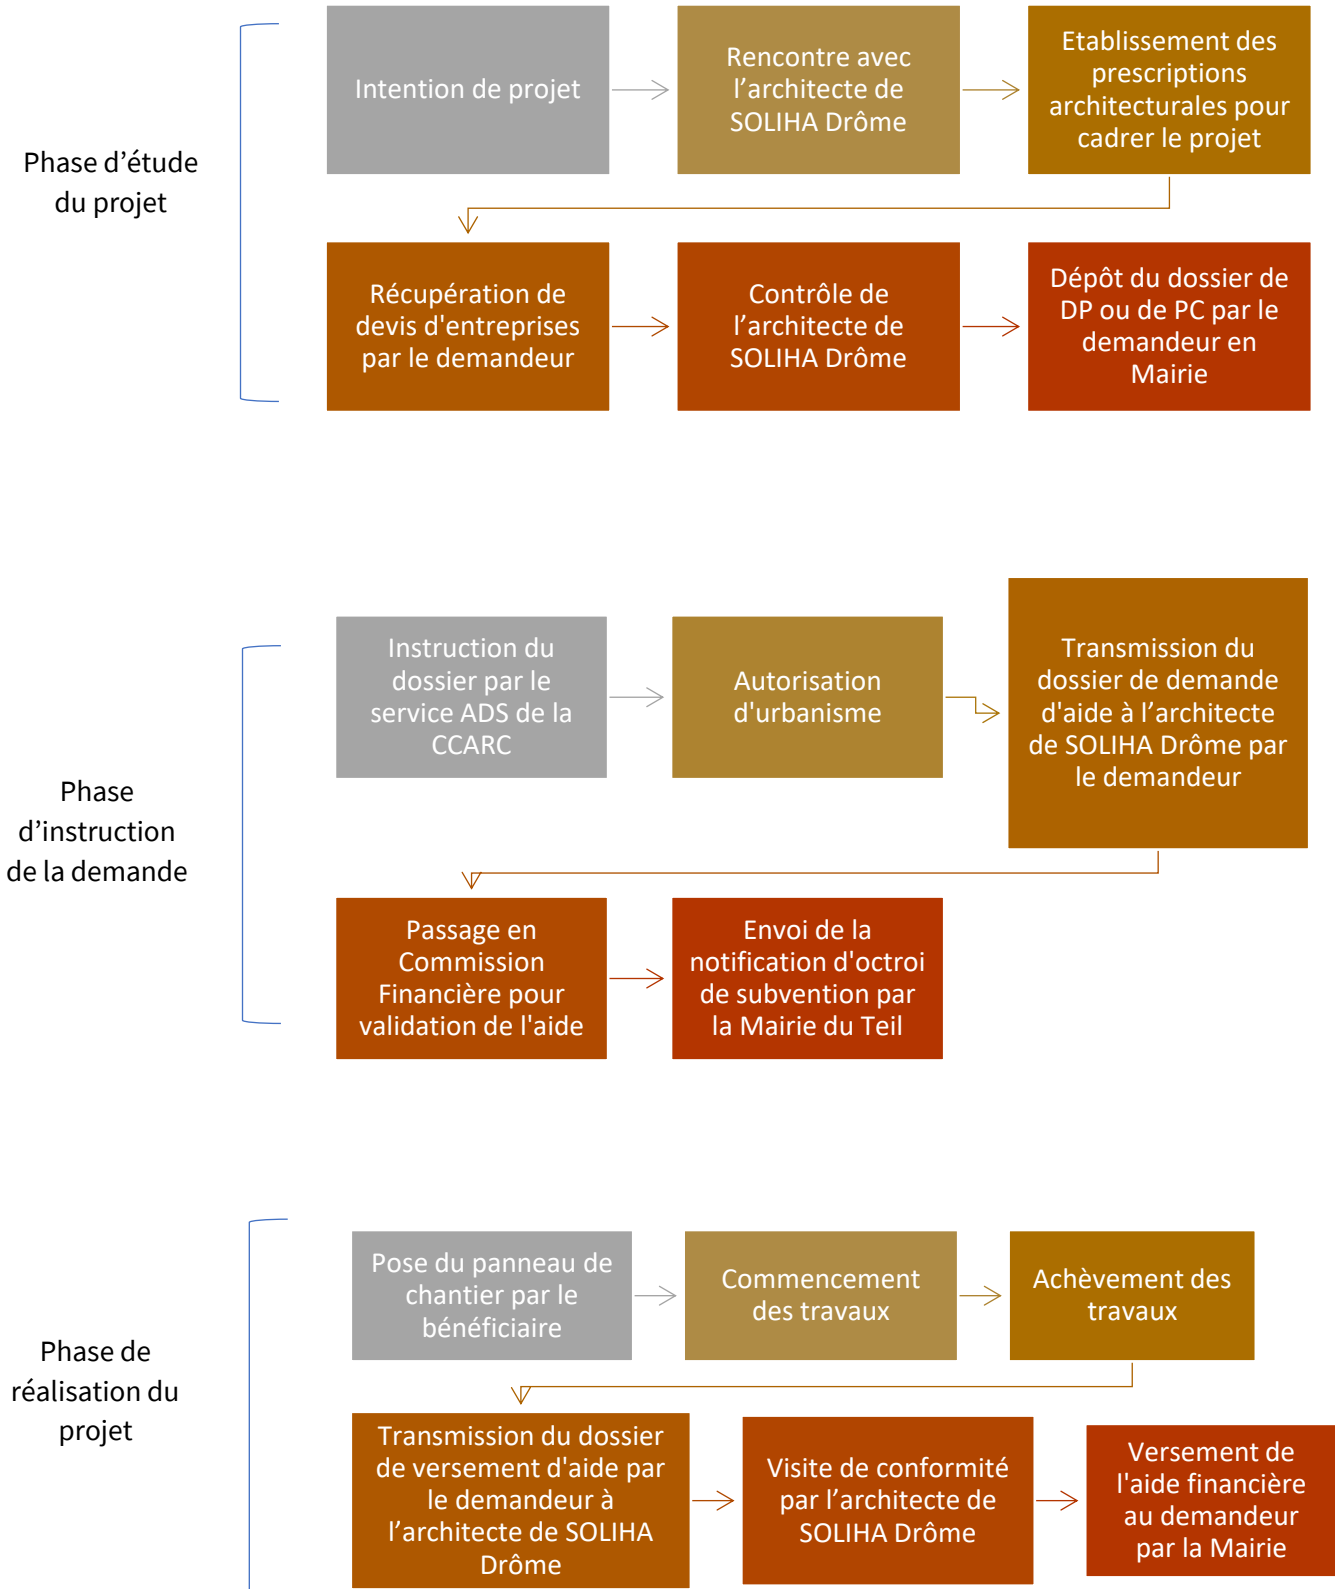 Phase d’étude
du projet
Intention de projet
Rencontre avec
l’architecte de
SOLIHA Drôme
Etablissement des
prescriptions
architecturales pour
cadrer le projet
Récupération de
devis d'entreprises
par le demandeur
Contrôle de
l’architecte de
SOLIHA Drôme
Dépôt du dossier de
DP ou de PC par le
demandeur en
Mairie
Phase
d’instruction
de la demande
Instruction du
dossier par le
service ADS de la
CCARC
Autorisation
d'urbanisme
Transmission du
dossier de demande
d'aide à l’architecte
de SOLIHA Drôme par
le demandeur
Passage en
Commission
Financière pour
validation de l'aide
Envoi de la
notification d'octroi
de subvention par
la Mairie du Teil
Phase de
réalisation du
projet
Pose du panneau de
chantier par le
bénéficiaire
Commencement
des travaux
Achèvement des
travaux
Transmission du dossier
de versement d'aide par
le demandeur à
l’architecte de SOLIHA
Drôme
Visite de conformité
par l’architecte de
SOLIHA Drôme
Versement de
l'aide financière
au demandeur
par la Mairie